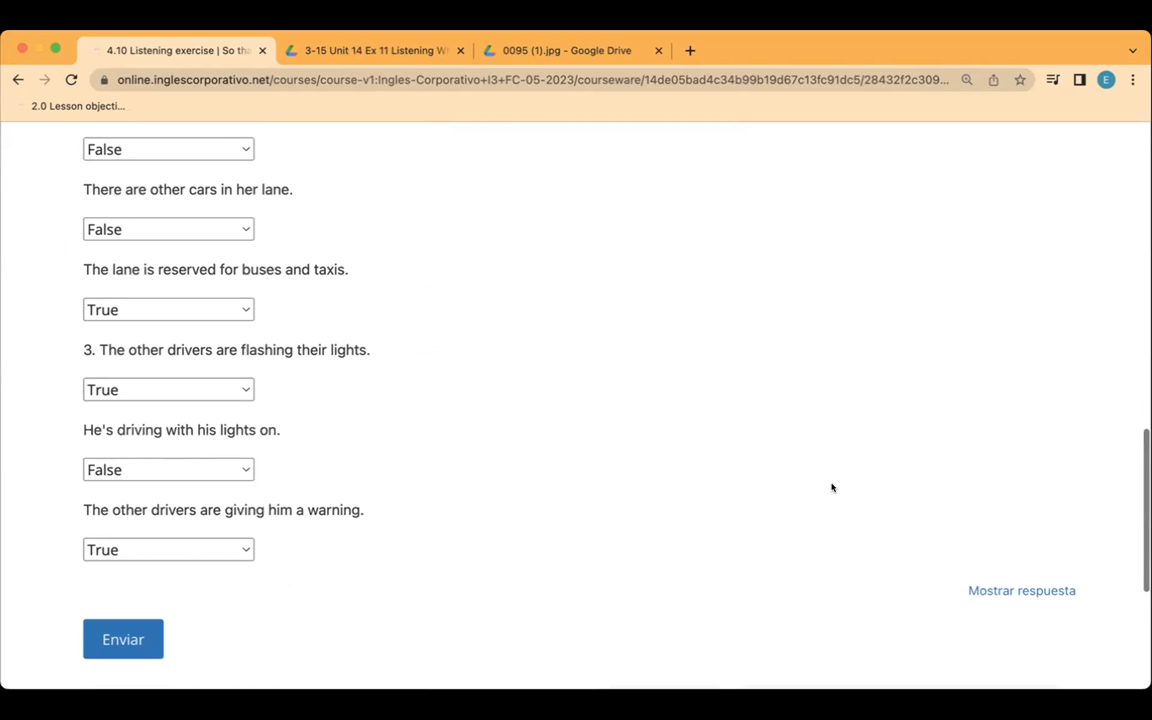 4.10 Listening exercise | So tha
3-15 Unit 14 Ex 11 Listening W
0095 (1).jpg - Google Drive
online.inglescorporativo.net/courses/course-v1:Ingles-Corporativo+I3+FC-05-2023/courseware/14de05bad4c34b99b19d67c13fc91dc5/28432f2c309...
E
2.0 Lesson objecti...
False
There are other cars in her lane.
False
The lane is reserved for buses and taxis.
True
3. The other drivers are flashing their lights.
True
He's driving with his lights on.
False
The other drivers are giving him a warning.
True
Mostrar respuesta
Enviar